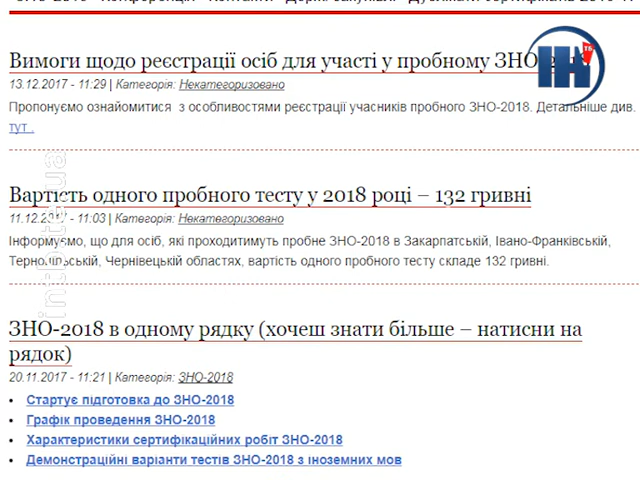 Вимоги щодо реєстрації осіб для участі у пробному ЗНО
13.12.2017 - 11:29 | Категорія: Некатегоризовано
Пропонуємо ознайомитися з особливостями реєстрації учасників пробного ЗНО-2018. Детальніше див.
тут .
Вартість одного пробного тесту у 2018 році – 132 гривні
11.12.2017 - 11:03 | Категорія: Некатегоризовано
Інформуємо, що для осіб, які проходитимуть пробне ЗНО-2018 в Закарпатській, Івано-Франківській,
Тернопільській, Чернівецькій областях, вартість одного пробного тесту складе 132 гривні.
ЗНО-2018 в одному рядку (хочеш знати більше – натисни на
рядок)
20.11.2017 - 11:21 | Категорія: ЗНО-2018
Стартує підготовка до ЗНО-2018
Графік проведення ЗНО-2018
Характеристики сертифікаційних робіт ЗНО-2018
Демонстраційні варіанти тестів ЗНО-2018 з іноземних мов
ІН ТБ
intb.te.ua